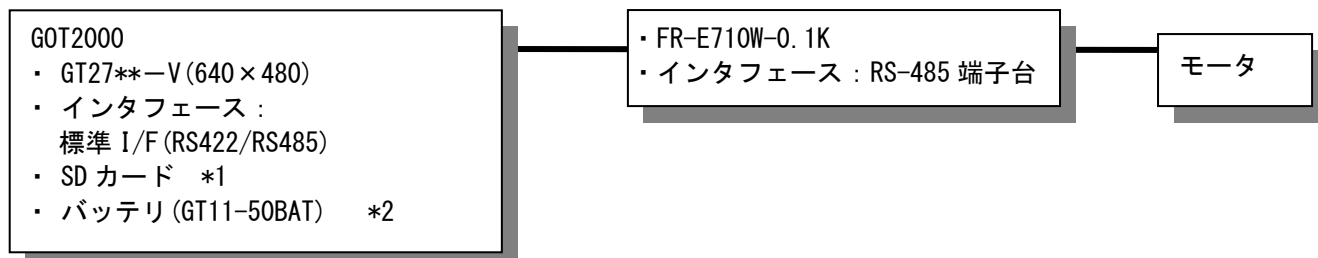 GOT2000
・ GT27**－V(640×480)
・ インタフェース：
標準 I/F(RS422/RS485)
・ SD カード *1
・ バッテリ(GT11-50BAT) *2
・FR-E710W-0.1K
・インタフェース：RS-485 端子台
モータ